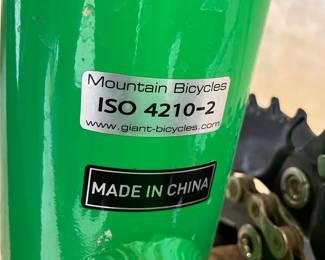 Mountain Bicycles
ISO 4210-2
www.giant-bicycles.com
MADE IN CHINA